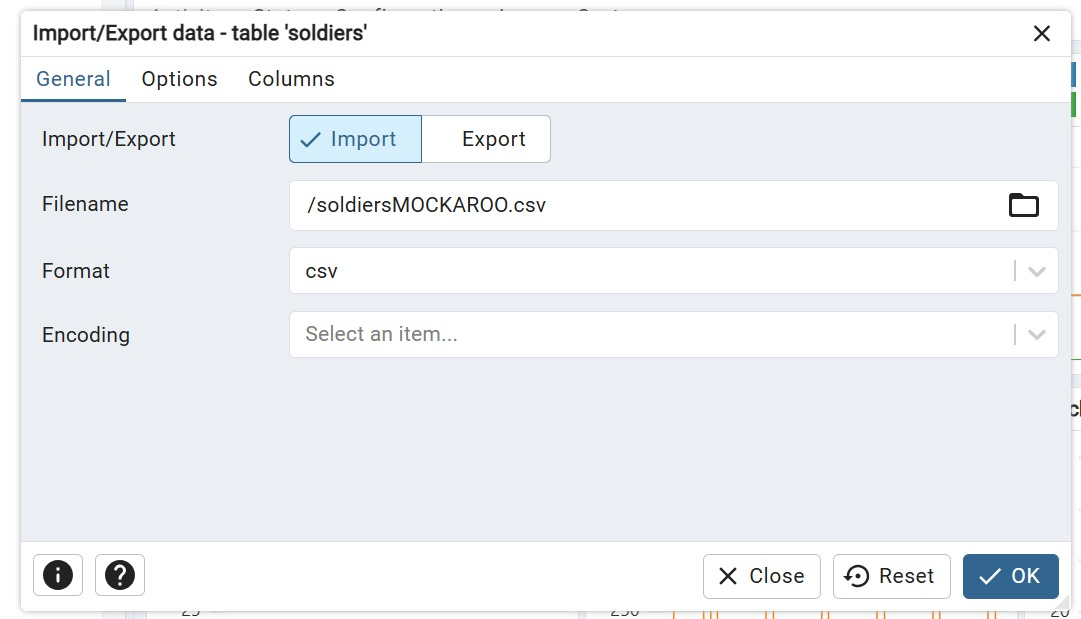 Import/Export data - table 'soldiers'
General Options Columns
Import/Export Import Export
Filename /soldiersMOCKAROO.csv
Format csv
Encoding Select an item...
Close Reset OK